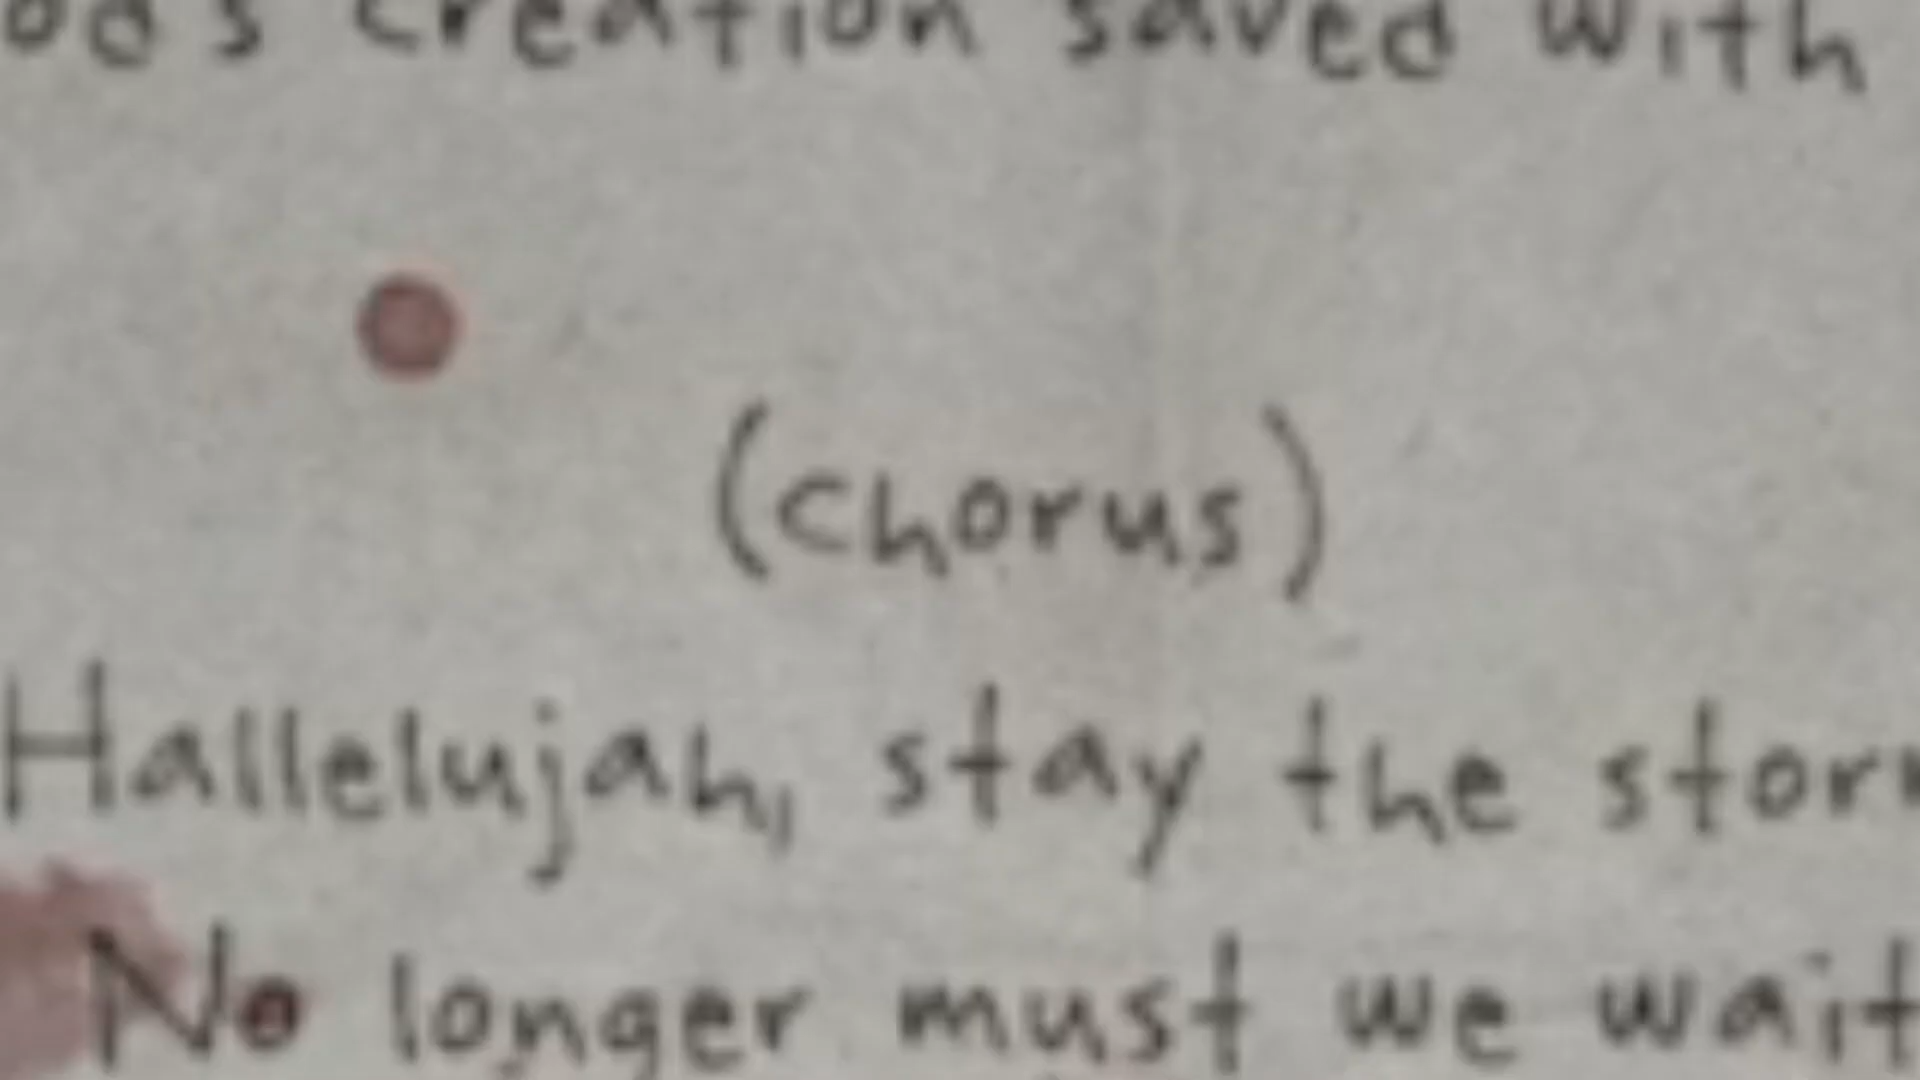 creation saved with
(chorus)
Hallelujah, stay the
No longer must we wait